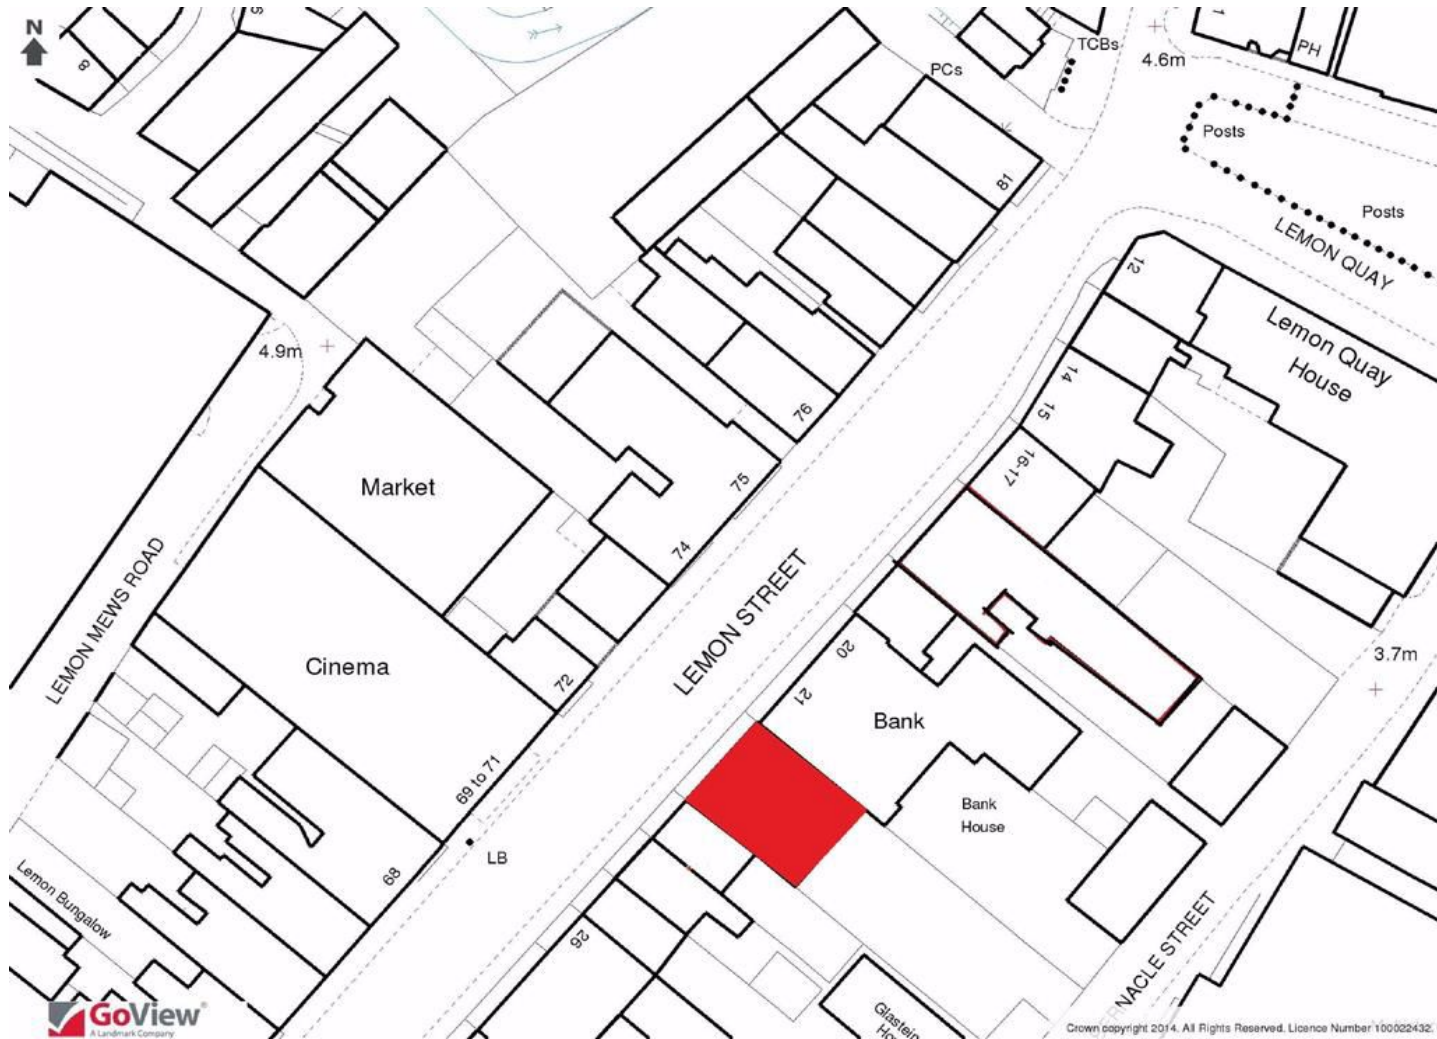 N
8
PCs
TCBs
4.6m
PH
Posts
Posts
LEMON QUAY
81
12
Lemon Quay
House
4.9m
14
15
16-17
76
75
74
Market
LEMON MEWS ROAD
LEMON STREET
Cinema
72
20
21
Bank
3.7m
69 to 71
Bank
House
LB
68
Lemon Bungalow
26
GoView®
A Landmark Company
Crown copyright 2014. All Rights Reserved. Licence Number 100022432.